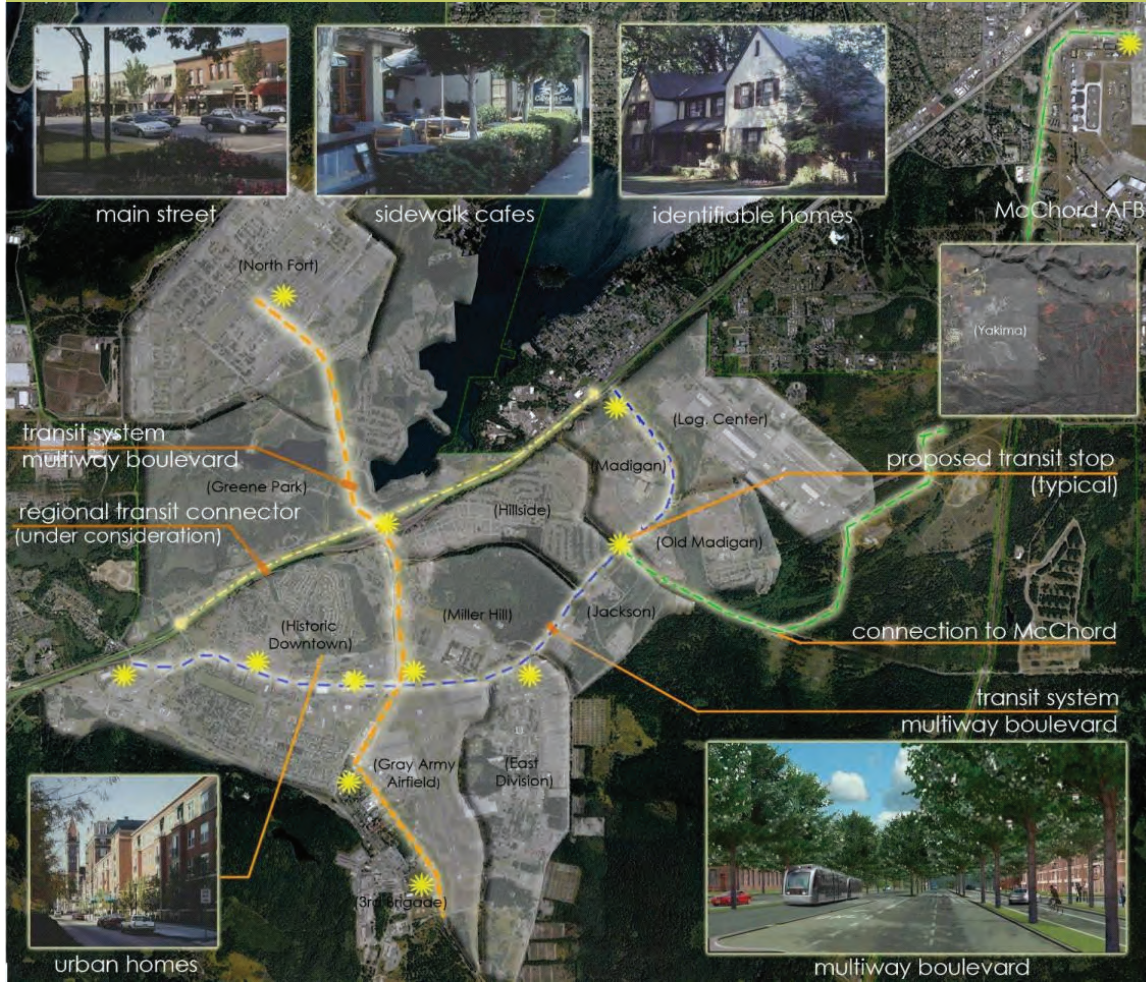 main street
sidewalk cafes
identifiable homes
McChord AFB
(North Fort)
(Yakima)
transit system
multiway boulevard
(Greene Park)
regional transit connector
(under consideration)
(Log. Center)
(Madigan)
proposed transit stop
(typical)
(Hillside)
(Old Madigan)
(Miller Hill)
(Jackson)
(Historic
Downtown)
connection to McChord
transit system
multiway boulevard
(Gray Army
Airfield)
(East
Division)
(3rd Brigade)
urban homes
multiway boulevard